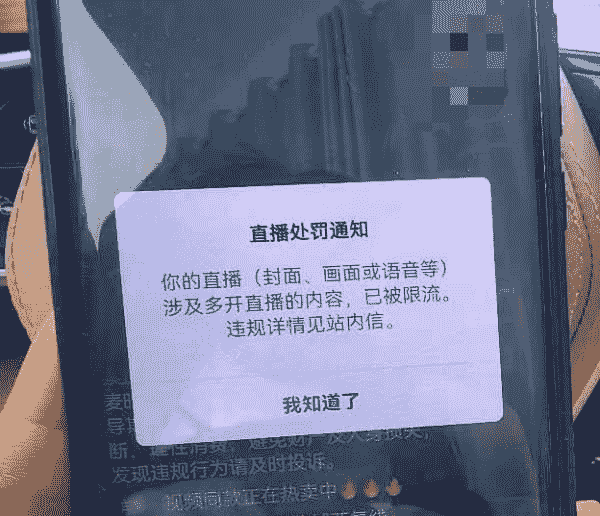 直播处罚通知
你的直播（封面、画面或语音等）
涉及多开直播的内容，已被限流。
违规详情见站内信。
我知道了
发现违规行为请及时投诉。
视频同款正在热卖中🔥🔥🔥